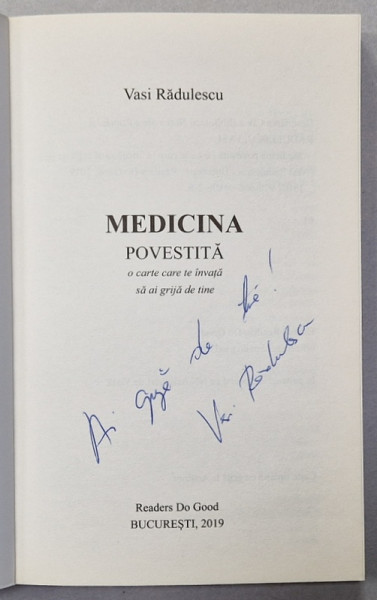 Vasi Rădulescu
MEDICINA
POVESTITĂ
o carte care te învață
să ai grijă de tine
Ai grijă de tine!
Vasi Rădulescu
Readers Do Good
BUCUREȘTI, 2019